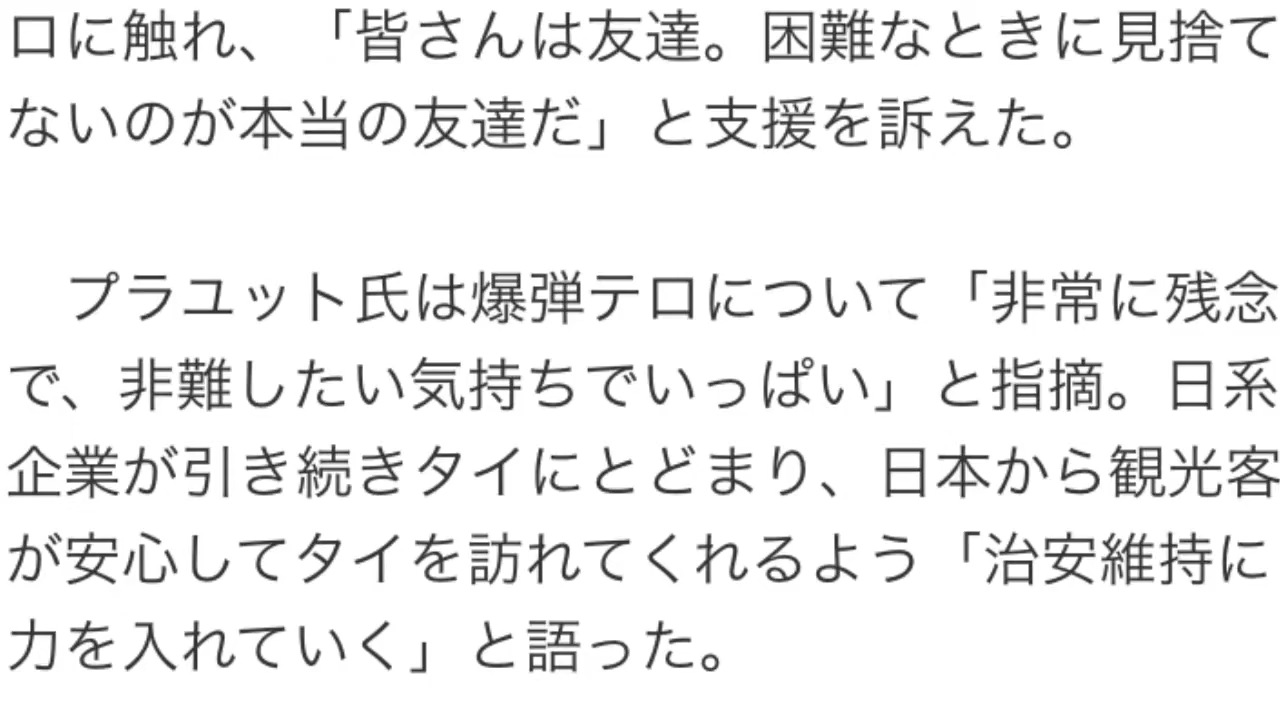 ロに触れ、「皆さんは友達。困難なときに見捨て
ないのが本当の友達だ」と支援を訴えた。
　プラユット氏は爆弾テロについて「非常に残念
で、非難したい気持ちでいっぱい」と指摘。日系
企業が引き続きタイにとどまり、日本から観光客
が安心してタイを訪れてくれるよう「治安維持に
力を入れていく」と語った。